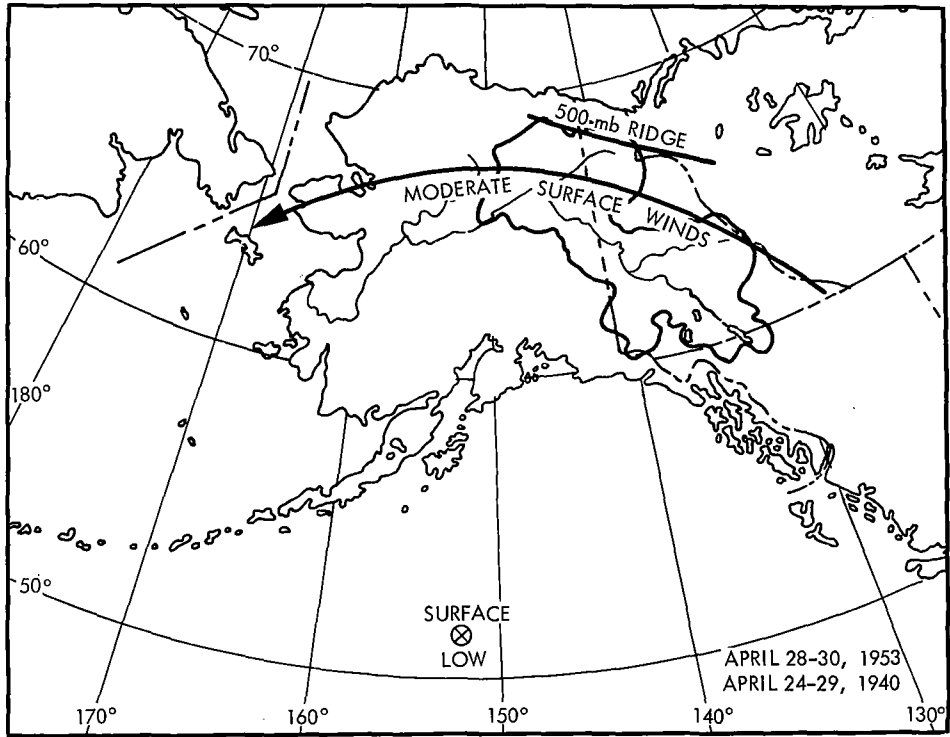 70°
500-mb RIDGE
MODERATE SURFACE WINDS
60°
180°
50°
SURFACE
LOW
APRIL 28-30, 1953
APRIL 24-29, 1940
170°
160°
150°
140°
130°